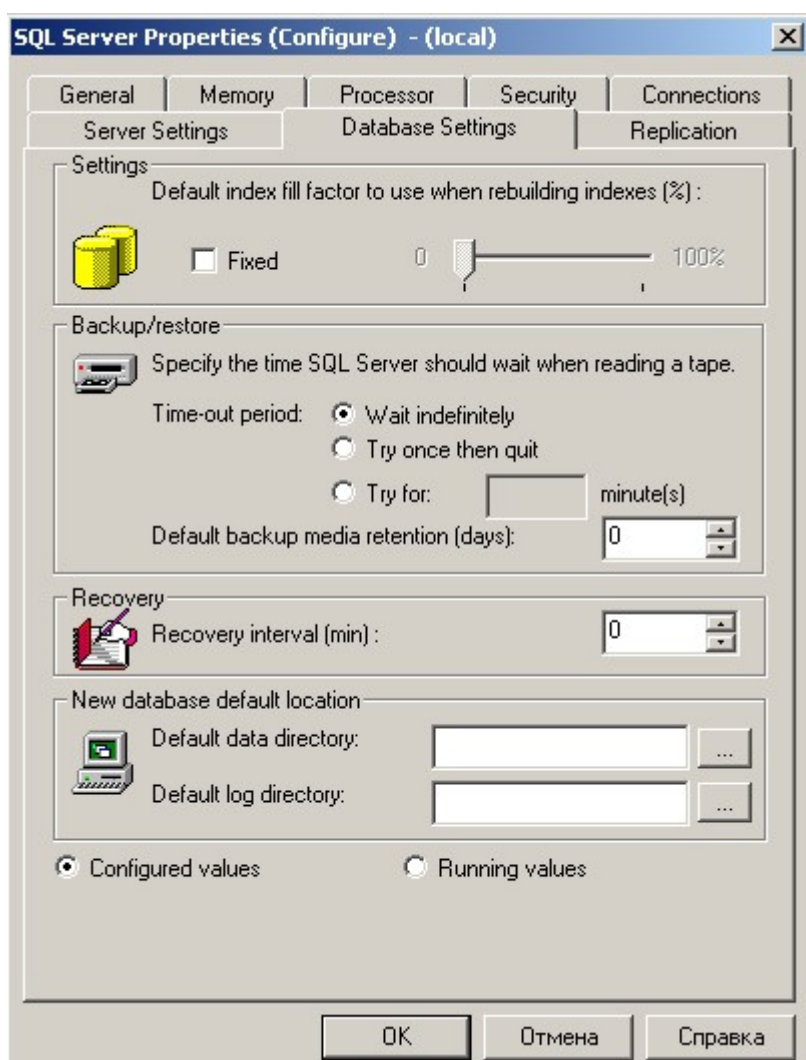 SQL Server Properties (Configure) - (local)
General Memory Processor Security Connections
Server Settings Database Settings Replication
Settings
Default index fill factor to use when rebuilding indexes (%) :
Fixed 0 100%
Backup/restore
Specify the time SQL Server should wait when reading a tape.
Time-out period: Wait indefinitely
Try once then quit
Try for: minute(s)
Default backup media retention (days): 0
Recovery
Recovery interval (min) : 0
New database default location
Default data directory: ...
Default log directory: ...
Configured values Running values
OK Отмена Справка